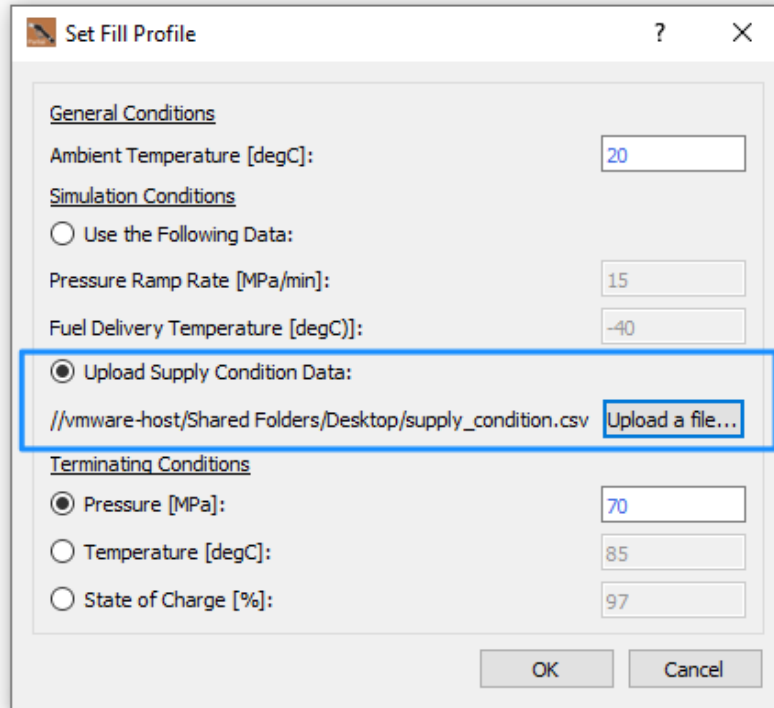 Set Fill Profile ? ×
General Conditions
Ambient Temperature [degC]: 20
Simulation Conditions
Use the Following Data:
Pressure Ramp Rate [MPa/min]: 15
Fuel Delivery Temperature [degC)]: -40
Upload Supply Condition Data:
//vmware-host/Shared Folders/Desktop/supply_condition.csv Upload a file...
Terminating Conditions
Pressure [MPa]: 70
Temperature [degC]: 85
State of Charge [%]: 97
OK Cancel